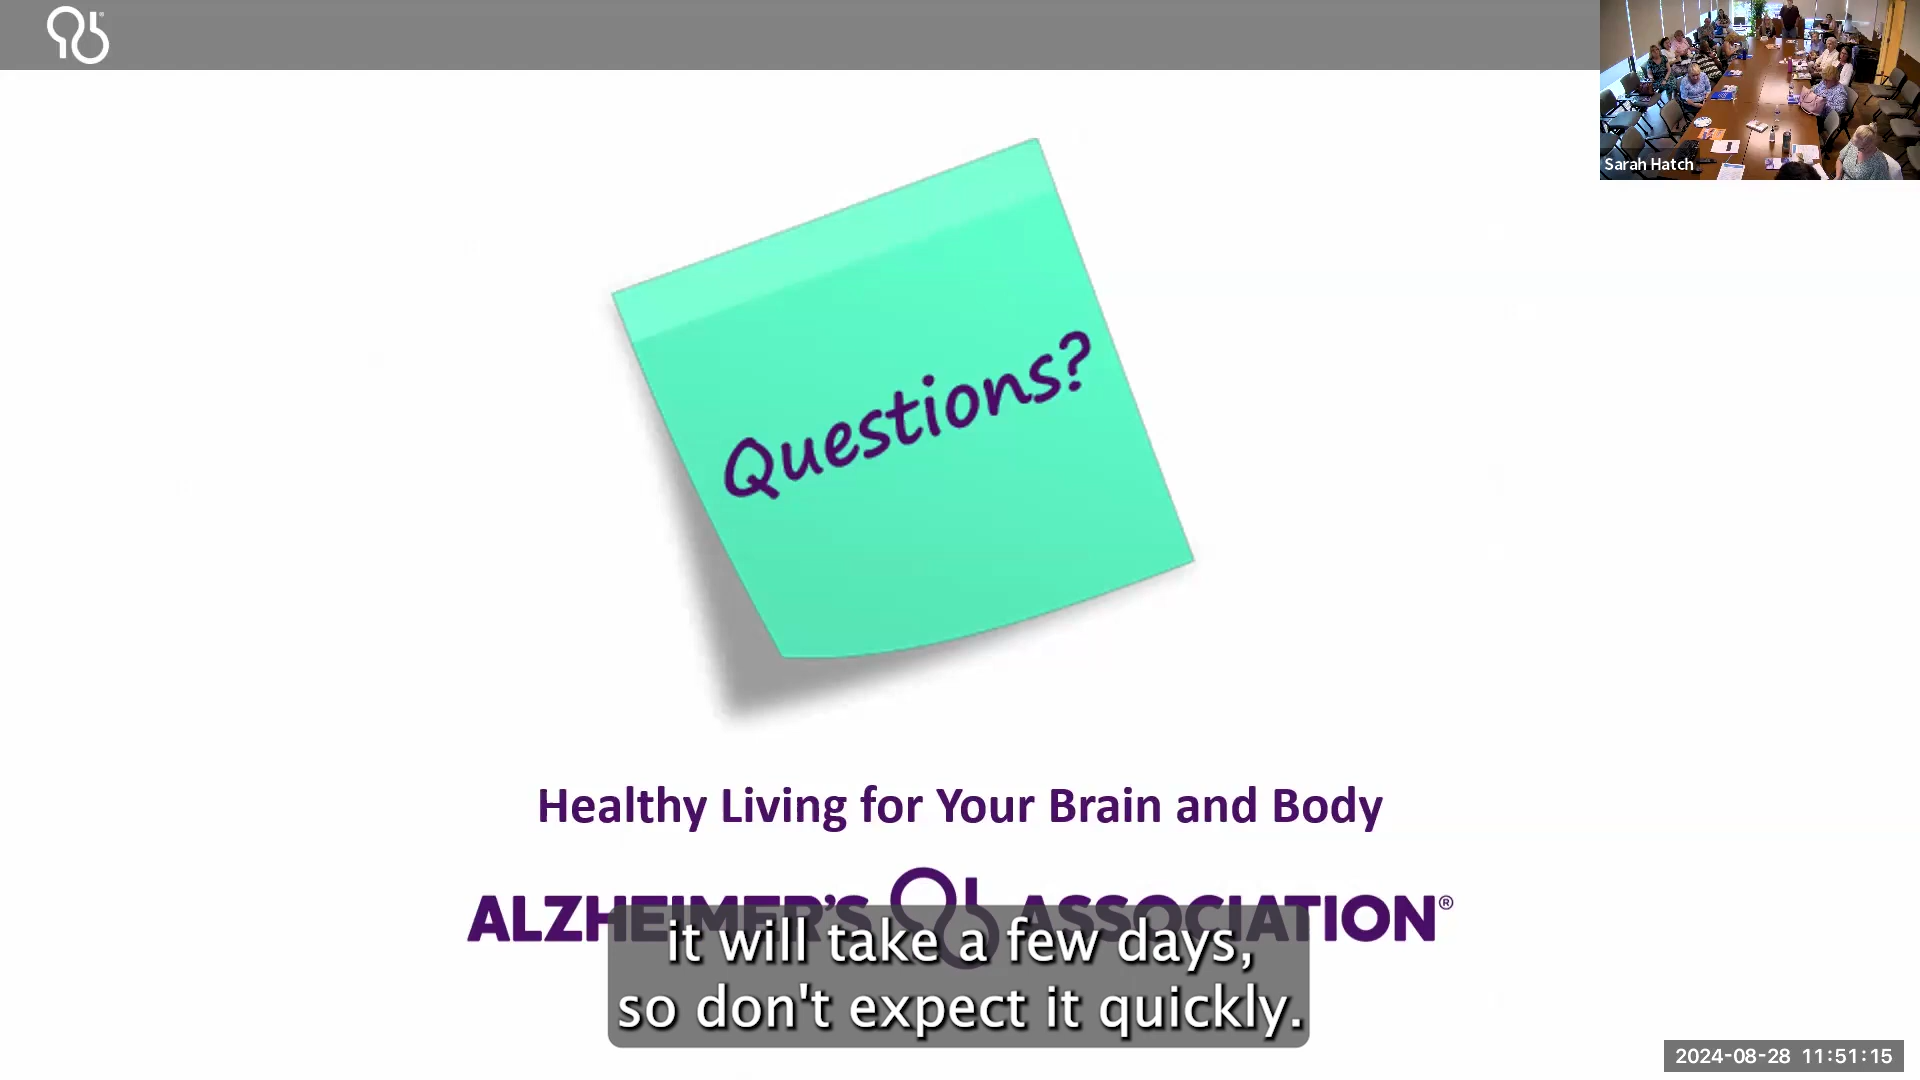 Sarah Hatch
Questions?
Healthy Living for Your Brain and Body
ALZHEIMER'S ASSOCIATION®
it will take a few days,
so don't expect it quickly.
2024-08-28 11:51:15